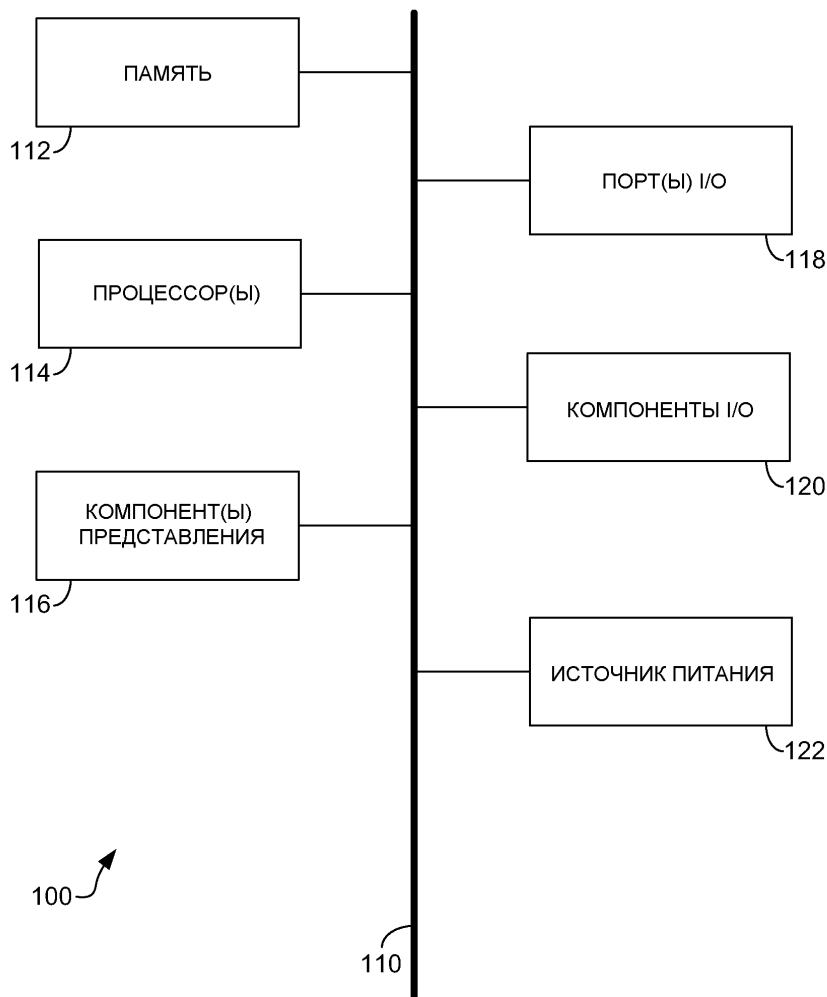 ПАМЯТЬ
112
ПОРТ(Ы) I/O
118
ПРОЦЕССОР(Ы)
114
КОМПОНЕНТЫ I/O
120
КОМПОНЕНТ(Ы)
ПРЕДСТАВЛЕНИЯ
116
ИСТОЧНИК ПИТАНИЯ
122
100
110